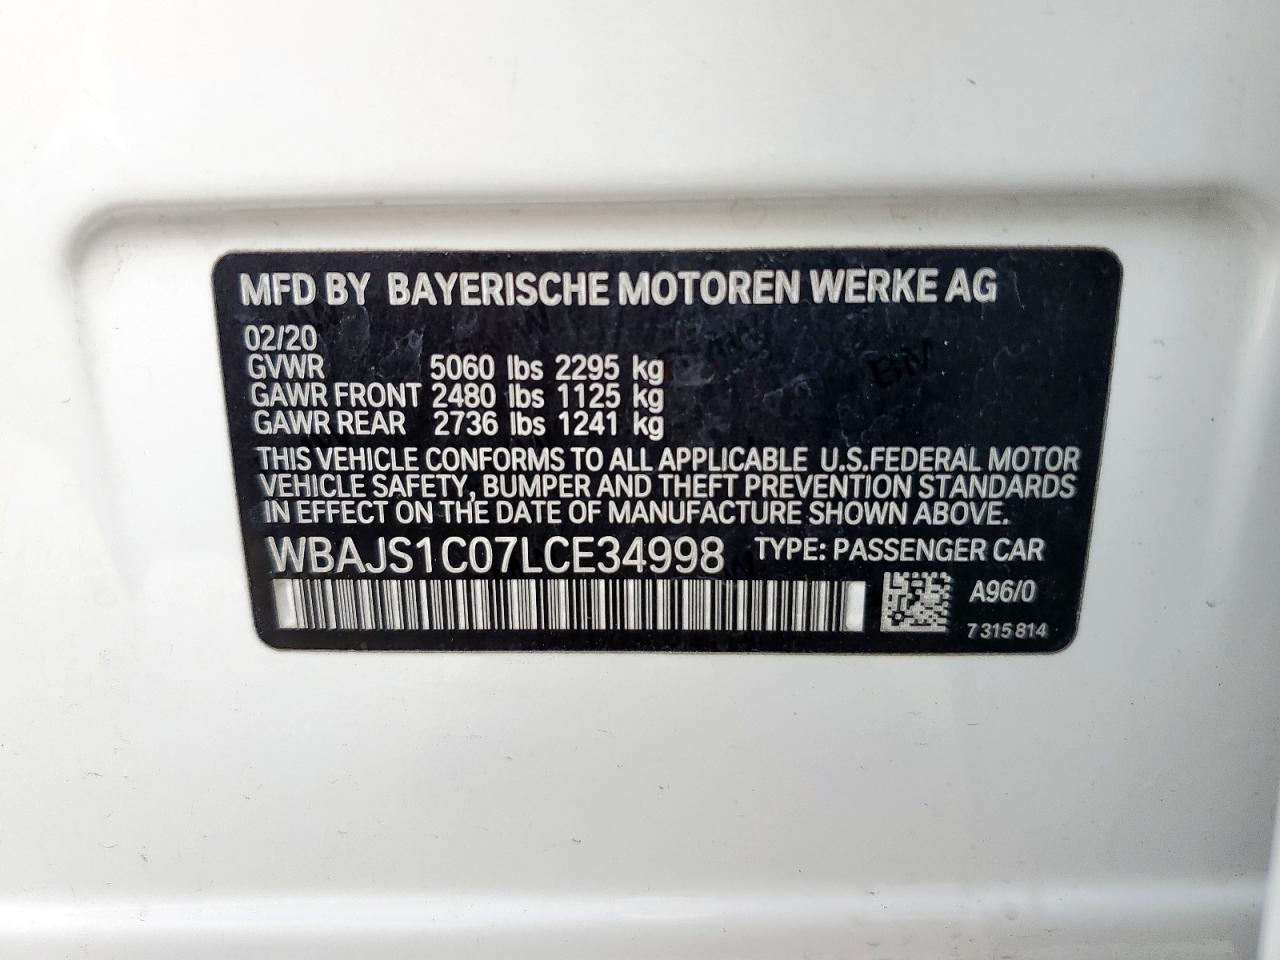 MFD BY BAYERISCHE MOTOREN WERKE AG
02/20
GVWR 5060 lbs 2295 kg
GAWR FRONT 2480 lbs 1125 kg
GAWR REAR 2736 lbs 1241 kg
THIS VEHICLE CONFORMS TO ALL APPLICABLE U.S.FEDERAL MOTOR
VEHICLE SAFETY, BUMPER AND THEFT PREVENTION STANDARDS
IN EFFECT ON THE DATE OF MANUFACTURE SHOWN ABOVE.
WBAJS1C07LCE34998 TYPE: PASSENGER CAR
A96/0
7 315 814